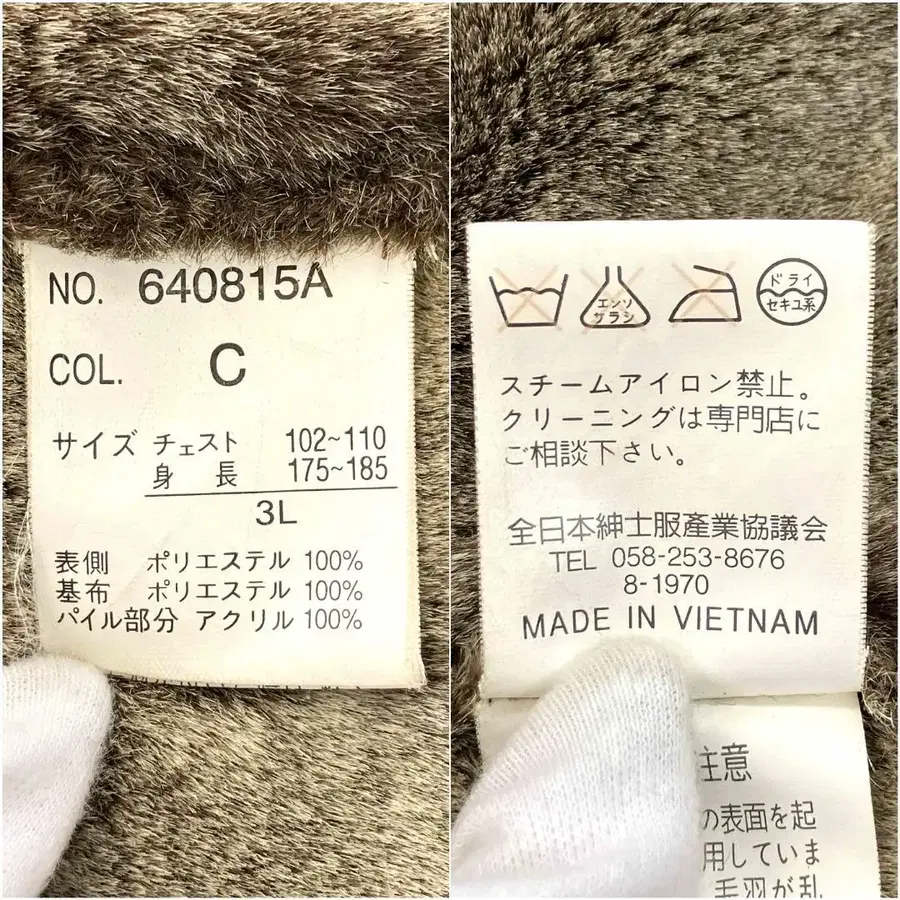 NO. 640815A
COL. C
サイズ チェスト 102~110
身長 175~185
3L
表側 ポリエステル 100%
基布 ポリエステル 100%
パイル部分 アクリル 100%
エンソ
サラシ
ドライ
セキユ系
スチームアイロン禁止。
クリーニングは専門店に
ご相談下さい。
全日本紳士服産業協議会
TEL 058-253-8676
8-1970
MADE IN VIETNAM
注意
の表面を起
用していま
毛羽が乱